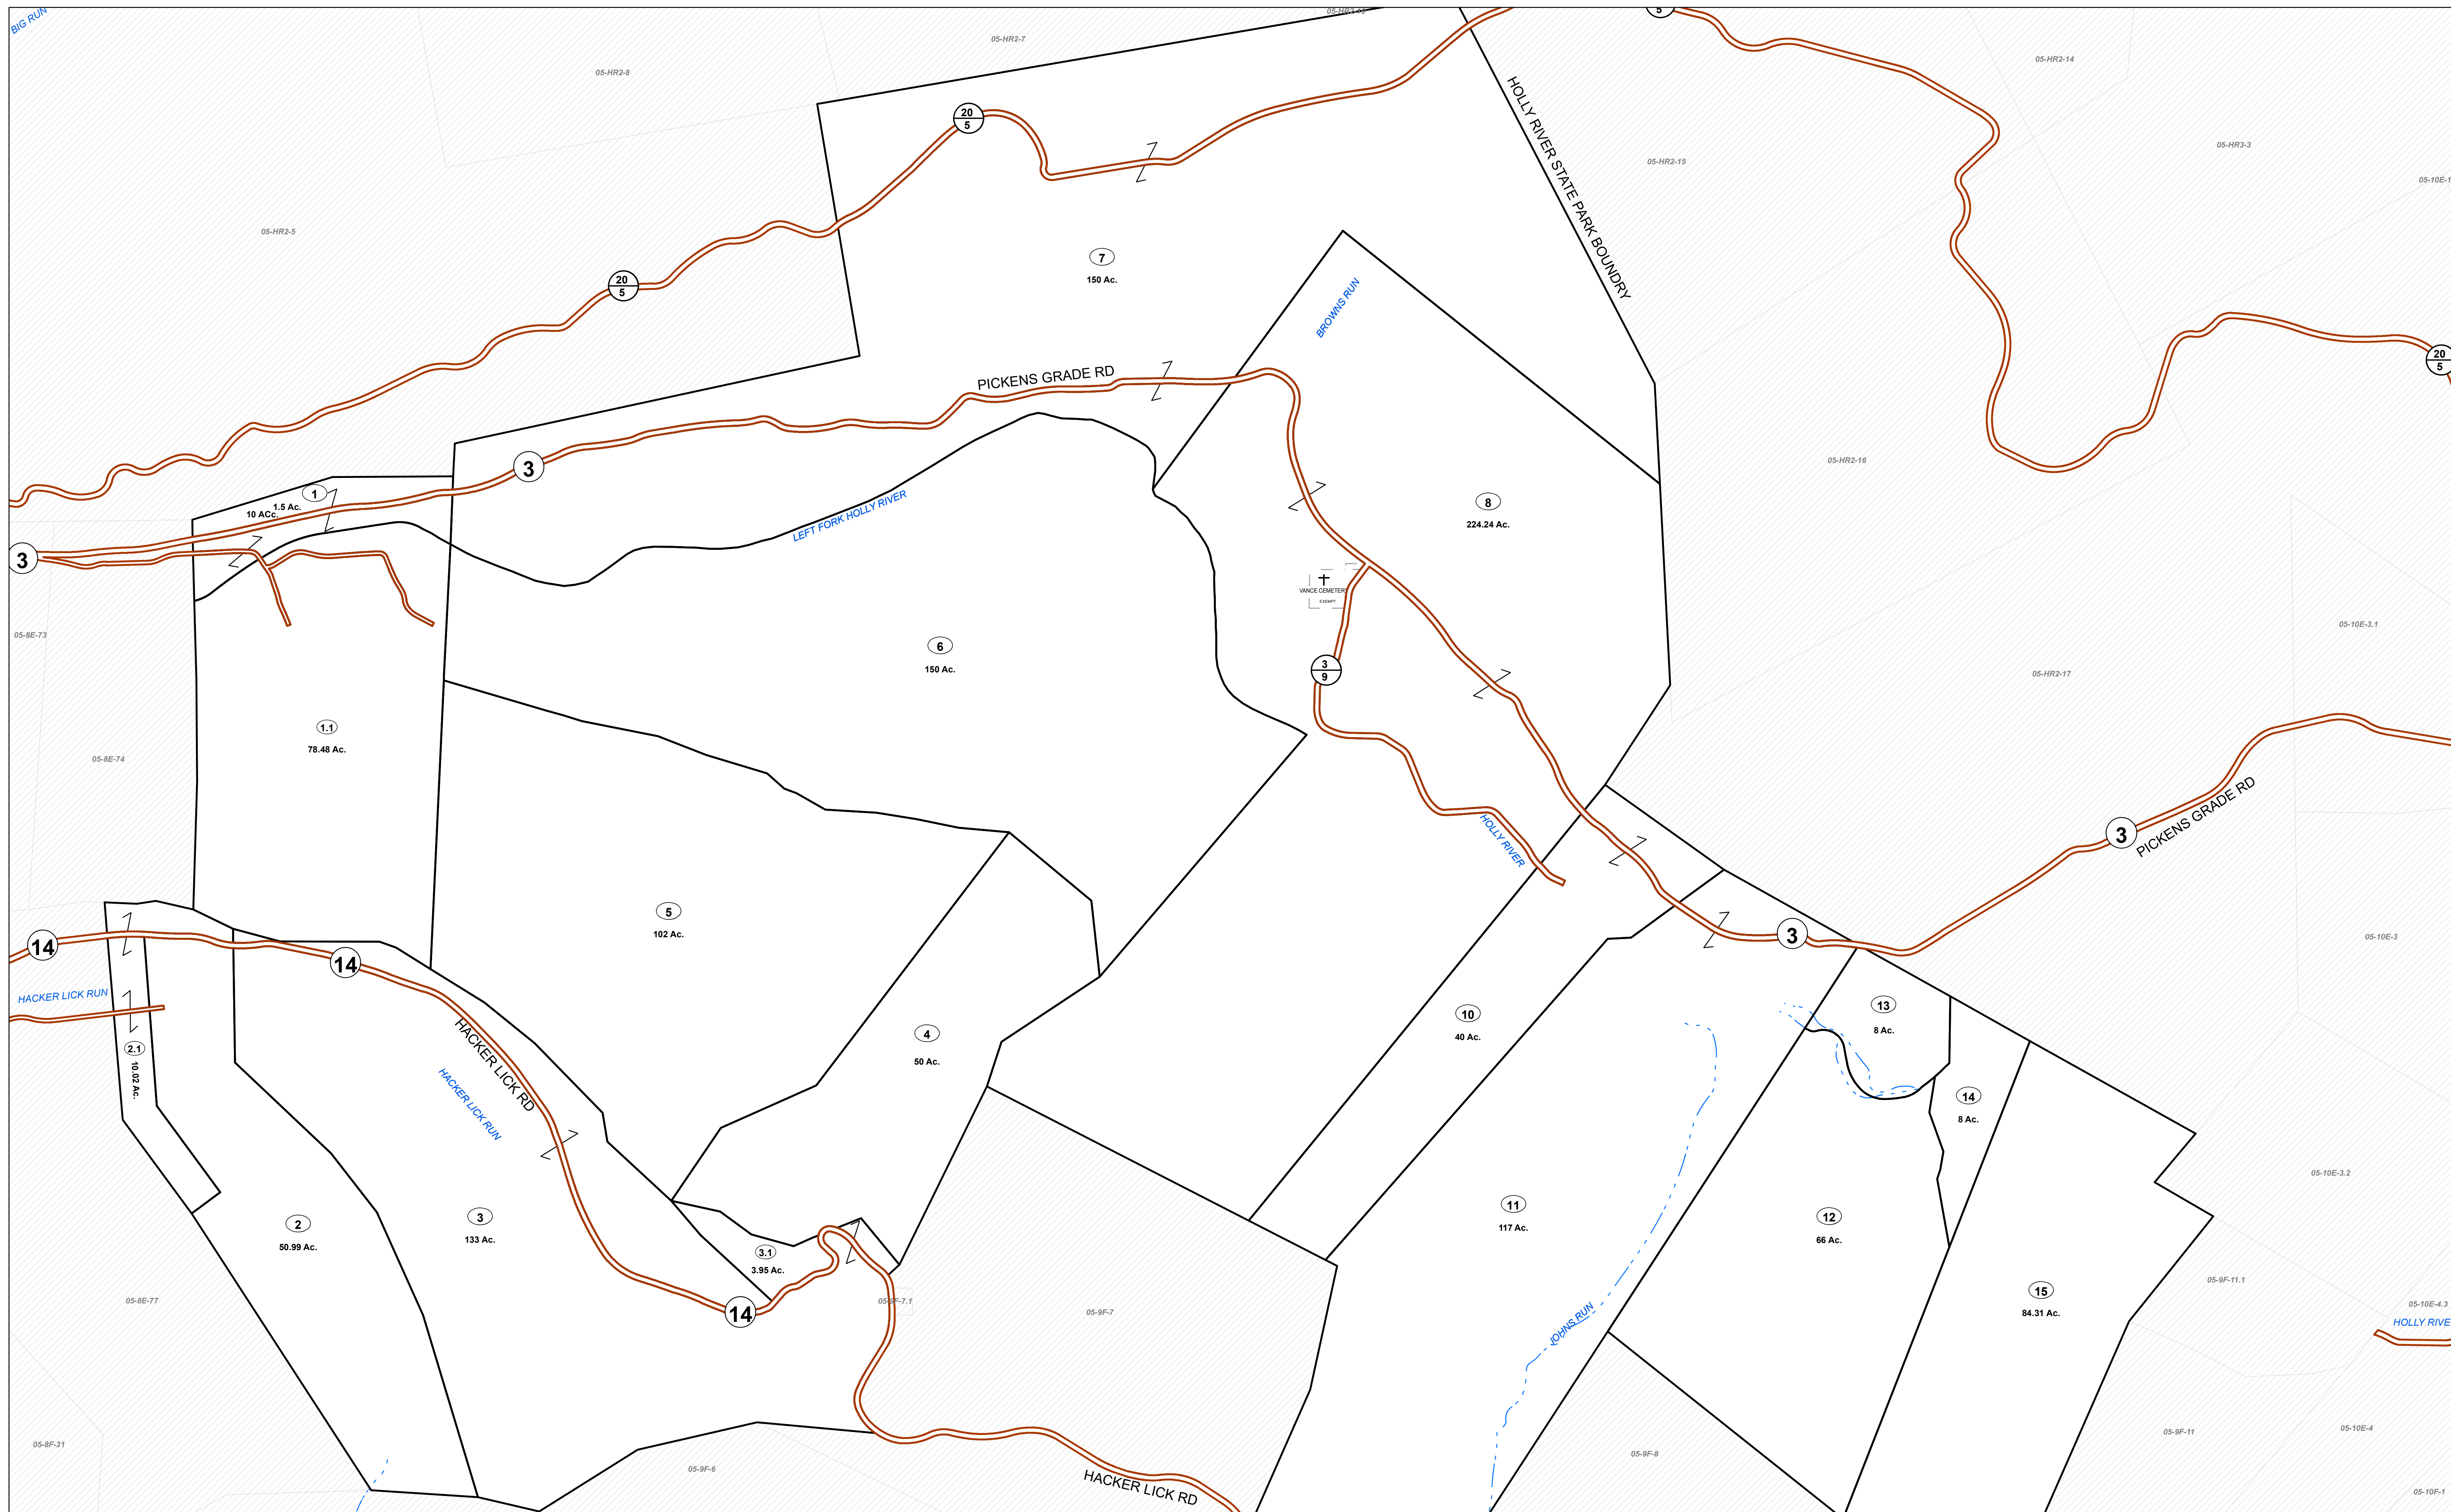 BIG RUN
05-HR2-7
05-HR2-8
5
05-HR2-14
HOLLY RIVER STATE PARK BOUNDRY
20
5
05-HR2-15
05-HR3-3
05-10E-1
05-HR2-5
7
150 Ac.
20
5
BROWNS RUN
20
5
PICKENS GRADE RD
3
05-HR2-16
1
1.5 Ac.
10 ACc.
LEFT FORK HOLLY RIVER
8
224.24 Ac.
3
VANCE CEMETERY
EXEMPT
05-8E-73
05-10E-3.1
6
150 Ac.
3
9
05-HR2-17
1.1
78.48 Ac.
05-8E-74
HOLLY RIVER
3
PICKENS GRADE RD
5
102 Ac.
14
14
3
05-10E-3
HACKER LICK RUN
13
8 Ac.
10
40 Ac.
4
50 Ac.
2.1
10.02 Ac.
HACKER LICK RD
HACKER LICK RUN
14
8 Ac.
05-10E-3.2
11
117 Ac.
12
66 Ac.
2
50.99 Ac.
3
133 Ac.
3.1
3.95 Ac.
05-9F-11.1
15
84.31 Ac.
05-8E-77
05-9F-7.1
05-9F-7
14
JOHNS RUN
05-10E-4.3
HOLLY RIVE
05-8F-31
05-9F-6
05-9F-8
05-9F-11
05-10E-4
HACKER LICK RD
05-10F-1